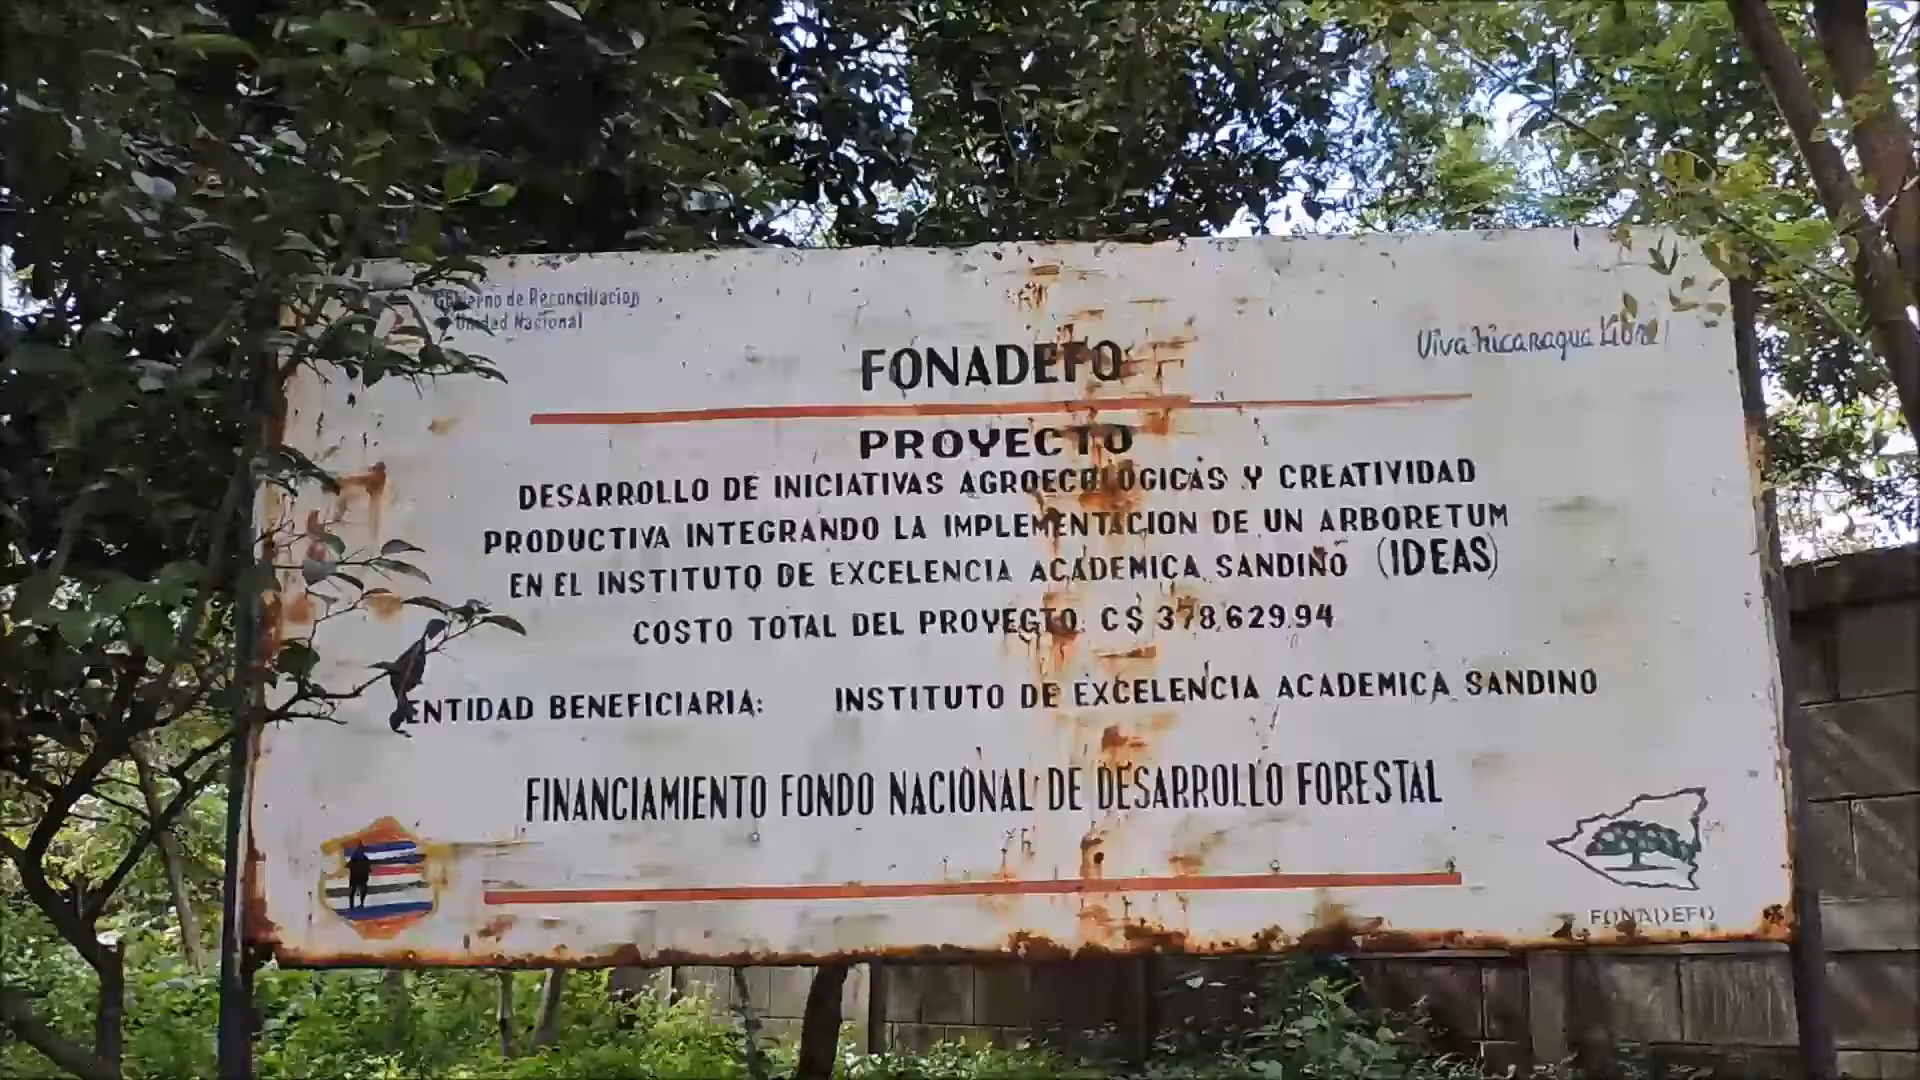 Gobierno de Reconciliacion
Unidad Nacional
Viva Nicaragua Libre!
FONADEFO
PROYECTO
DESARROLLO DE INICIATIVAS AGROECOLOGICAS Y CREATIVIDAD
PRODUCTIVA INTEGRANDO LA IMPLEMENTACION DE UN ARBORETUM
EN EL INSTITUTO DE EXCELENCIA ACADEMICA SANDINO (IDEAS)
COSTO TOTAL DEL PROYECTO: C$ 378,629.94
ENTIDAD BENEFICIARIA: INSTITUTO DE EXCELENCIA ACADEMICA SANDINO
FINANCIAMIENTO FONDO NACIONAL DE DESARROLLO FORESTAL
FONADEFO